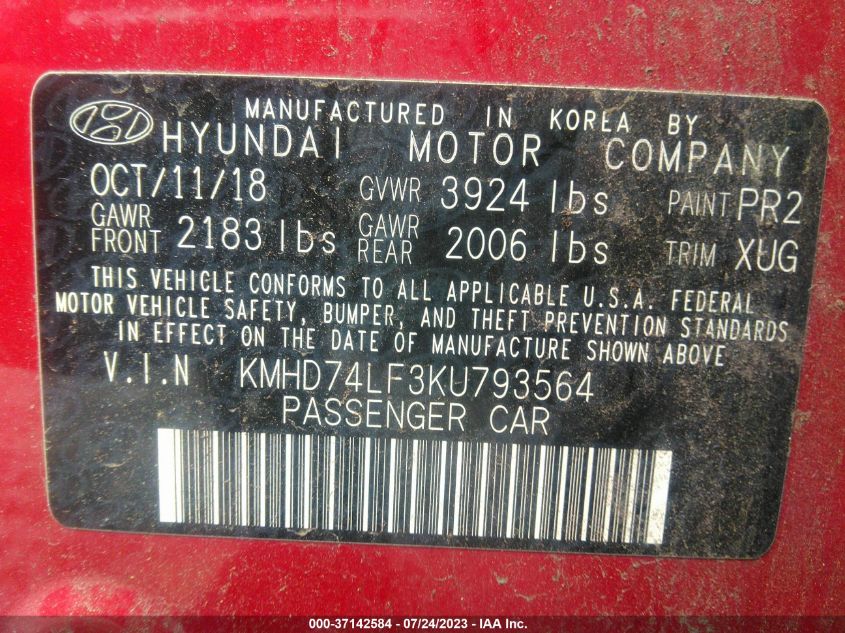 MANUFACTURED IN KOREA BY
HYUNDAI MOTOR COMPANY
OCT/11/18 GVWR 3924 lbs PAINT PR2
GAWR FRONT 2183 lbs GAWR REAR 2006 lbs TRIM XUG
THIS VEHICLE CONFORMS TO ALL APPLICABLE U.S.A. FEDERAL
MOTOR VEHICLE SAFETY, BUMPER, AND THEFT PREVENTION STANDARDS
IN EFFECT ON THE DATE OF MANUFACTURE SHOWN ABOVE
V.I.N KMHD74LF3KU793564
PASSENGER CAR
000-37142584 / 07/24/2023 - IAA Inc.